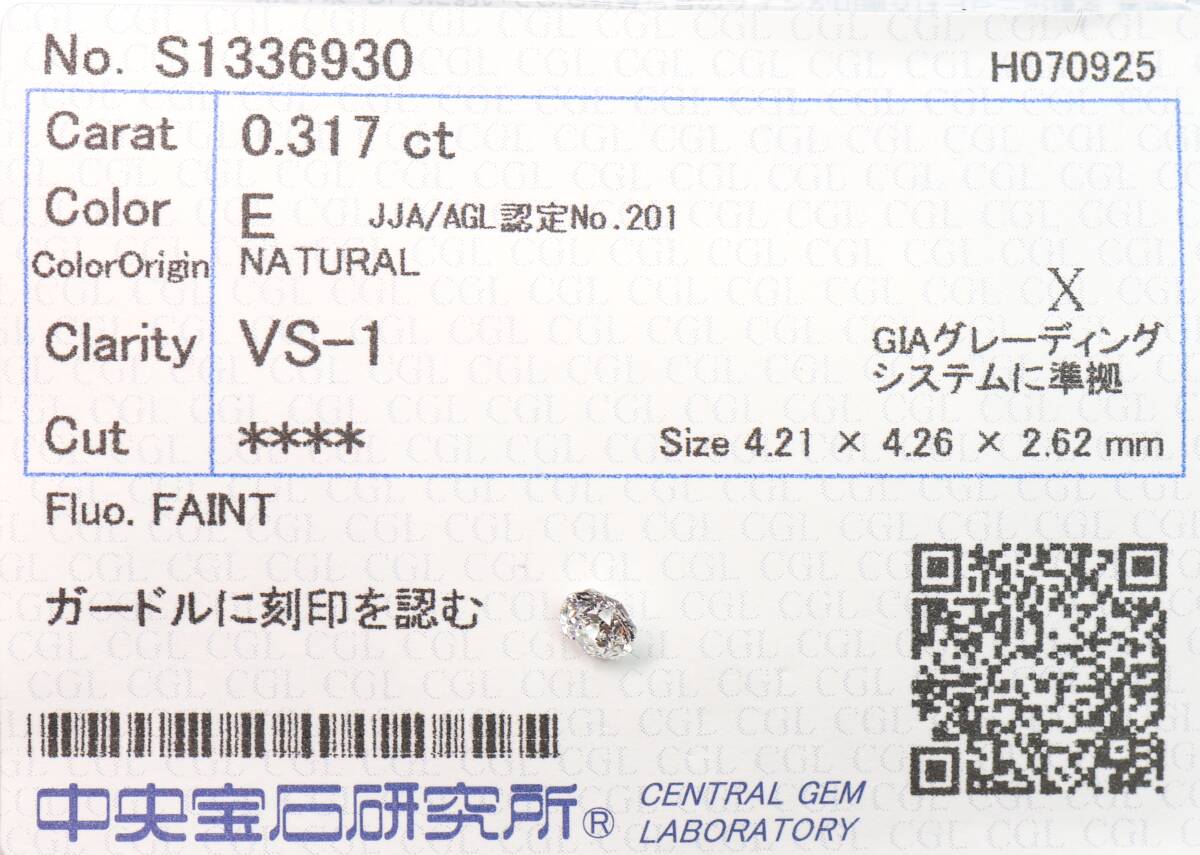 No. S1336930
H070925
Carat 0.317 ct
Color E JJA/AGL認定No.201
ColorOrigin NATURAL
X
Clarity VS-1
GIAグレーディング
システムに準拠
Cut **** Size 4.21 × 4.26 × 2.62 mm
Fluo. FAINT
ガードルに刻印を認む
中央宝石研究所® CENTRAL GEM
LABORATORY